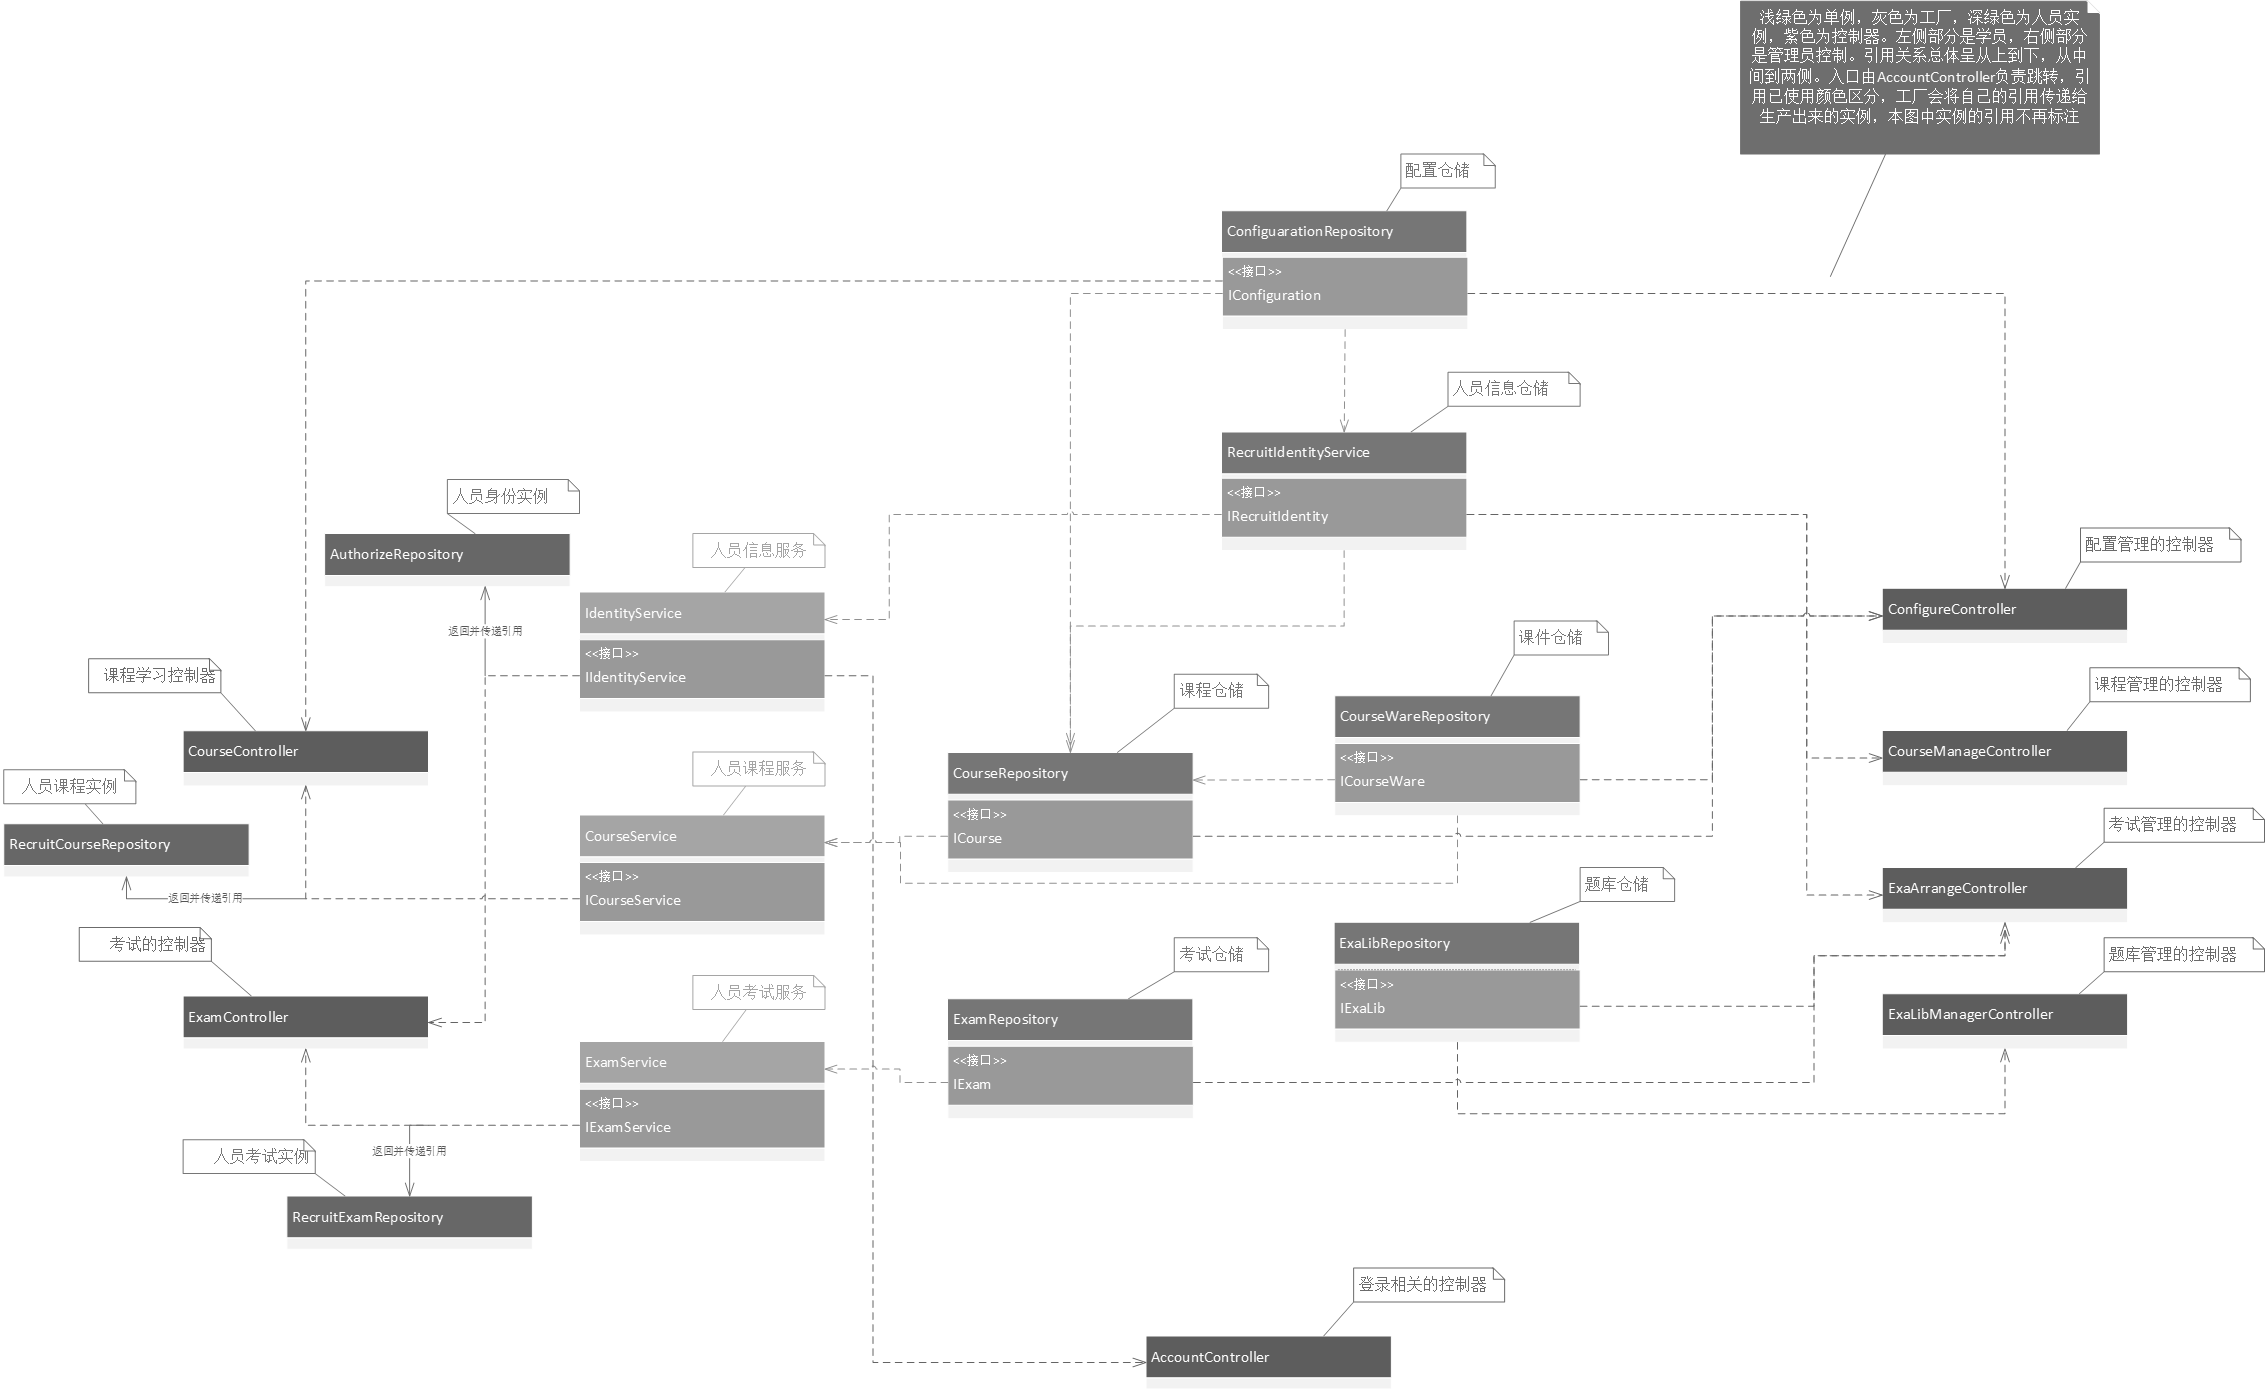 浅绿色为单例，灰色为工厂，深绿色为人员实
例，紫色为控制器。左侧部分是学员，右侧部分
是管理员控制。引用关系总体呈从上到下，从中
间到两侧。入口由AccountController负责跳转，引
用已使用颜色区分，工厂会将自己的引用传递给
生产出来的实例，本图中实例的引用不再标注
配置仓储
ConfiguarationRepository
<<接口>>
IConfiguration
人员信息仓储
RecruitIdentityService
<<接口>>
IRecruitIdentity
人员身份实例
AuthorizeRepository
返回并传递引用
人员信息服务
IdentityService
<<接口>>
IIdentityService
配置管理的控制器
ConfigureController
课件仓储
CourseWareRepository
<<接口>>
ICourseWare
课程学习控制器
CourseController
课程仓储
CourseRepository
<<接口>>
ICourse
课程管理的控制器
CourseManageController
人员课程实例
RecruitCourseRepository
返回并传递引用
人员课程服务
CourseService
<<接口>>
ICourseService
考试管理的控制器
ExaArrangeController
题库仓储
ExaLibRepository
<<接口>>
IExaLib
考试的控制器
ExamController
考试仓储
ExamRepository
<<接口>>
IExam
题库管理的控制器
ExaLibManagerController
人员考试服务
ExamService
<<接口>>
IExamService
返回并传递引用
人员考试实例
RecruitExamRepository
登录相关的控制器
AccountController